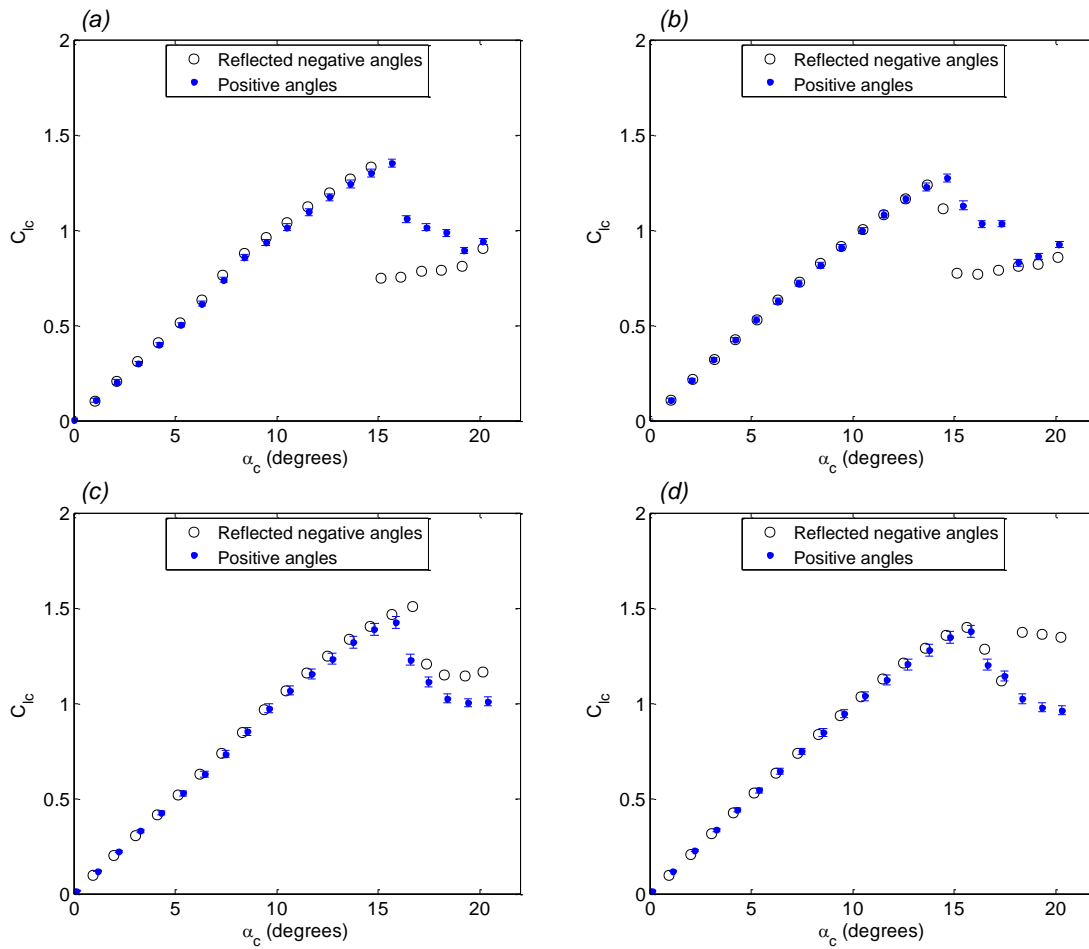 (a)
2
1.5
1
0.5
0
C_lc
Reflected negative angles
Positive angles
0 5 10 15 20
α_c (degrees)
(b)
2
1.5
1
0.5
0
C_lc
Reflected negative angles
Positive angles
0 5 10 15 20
α_c (degrees)
(c)
2
1.5
1
0.5
0
C_lc
Reflected negative angles
Positive angles
0 5 10 15 20
α_c (degrees)
(d)
2
1.5
1
0.5
0
C_lc
Reflected negative angles
Positive angles
0 5 10 15 20
α_c (degrees)